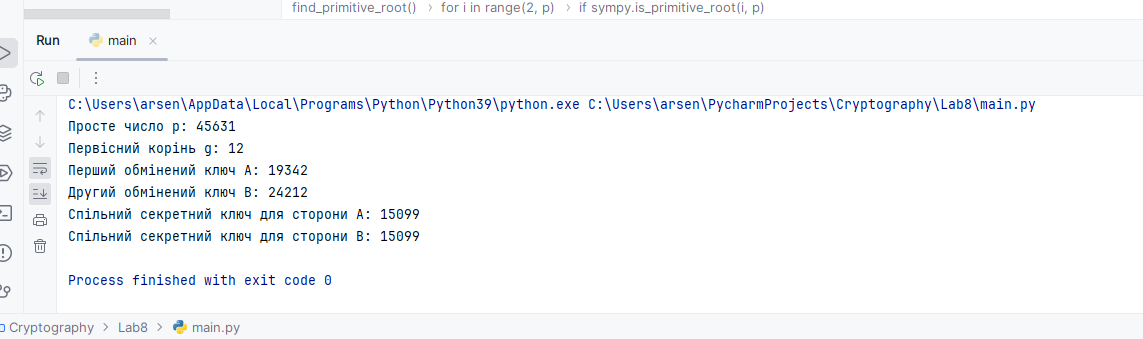 find_primitive_root() > for i in range(2, p) > if sympy.is_primitive_root(i, p)
Run main ×
C:\Users\arsen\AppData\Local\Programs\Python\Python39\python.exe C:\Users\arsen\PycharmProjects\Cryptography\Lab8\main.py
Просте число p: 45631
Первісний корінь g: 12
Перший обмінений ключ A: 19342
Другий обмінений ключ B: 24212
Спільний секретний ключ для сторони A: 15099
Спільний секретний ключ для сторони B: 15099
Process finished with exit code 0
Cryptography > Lab8 > main.py